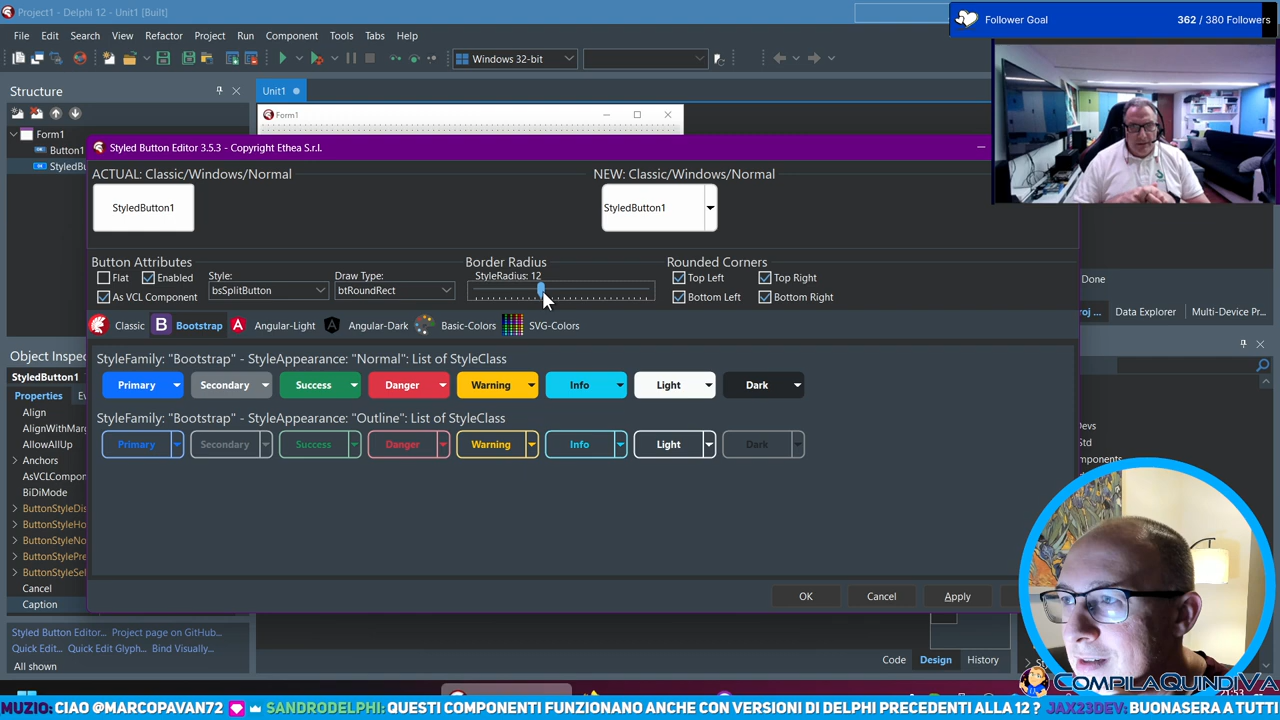 Project1 - Delphi 12 - Unit1 [Built]
Follower Goal
362 / 380 Followers
File Edit Search View Refactor Project Run Component Tools Tabs Help
Windows 32-bit
Structure
Unit1
Form1
Form1
Button1
StyledBu
Styled Button Editor 3.5.3 - Copyright Ethea S.r.l.
ACTUAL: Classic/Windows/Normal
NEW: Classic/Windows/Normal
StyledButton1
StyledButton1
Button Attributes
Border Radius
Rounded Corners
Flat Enabled Style: Draw Type:
StyleRadius: 12
Top Left Top Right
As VCL Component bsSplitButton btRoundRect
Bottom Left Bottom Right
Done
Classic Bootstrap Angular-Light Angular-Dark Basic-Colors SVG-Colors
Data Explorer Multi-Device Pr...
StyleFamily: "Bootstrap" - StyleAppearance: "Normal": List of StyleClass
Primary Secondary Success Danger Warning Info Light Dark
StyleFamily: "Bootstrap" - StyleAppearance: "Outline": List of StyleClass
Primary Secondary Success Danger Warning Info Light Dark
Object Inspe
StyledButton1
Properties Ev
Align
AlignWithMarg
AllowAllUp
Anchors
AsVCLCompon
BiDiMode
ButtonStyleDis
ButtonStyleHo
ButtonStyleNo
ButtonStylePre
ButtonStyleSel
Cancel
Caption
OK Cancel Apply
Styled Button Editor... Project page on GitHub...
Quick Edit... Quick Edit Glyph... Bind Visually...
All shown
Code Design History
COMPILAQUINDIVA
MUZIO: CIAO @MARCOPAVAN72 SANDRODELPHI: QUESTI COMPONENTI FUNZIONANO ANCHE CON VERSIONI DI DELPHI PRECEDENTI ALLA 12 ? JAX23DEV: BUONASERA A TUTTI